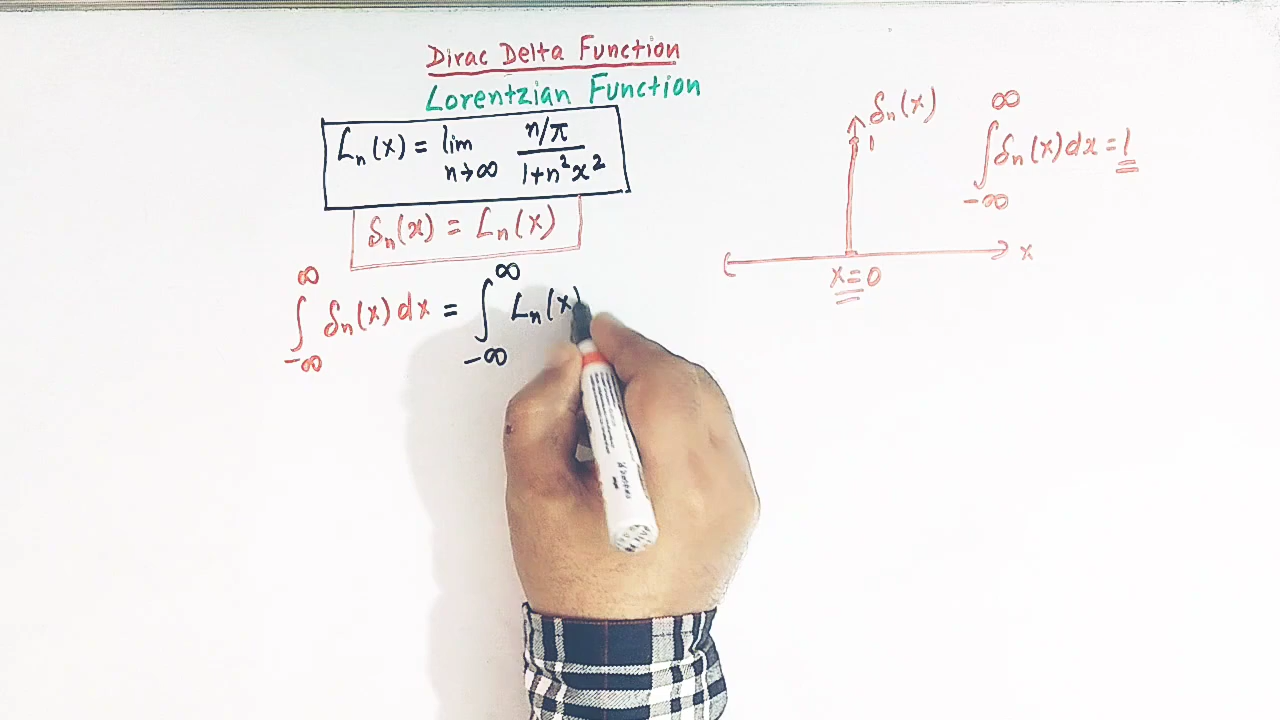 Dirac Delta Function
Lorentzian Function
Lₙ(x) = lim n→∞ (n/π)/(1+n²x²)
δₙ(x) = Lₙ(x)
∫_{-∞}^{∞} δₙ(x) dx = ∫_{-∞}^{∞} Lₙ(x)
δₙ(x)
1
x
x = 0
∫_{-∞}^{∞} δₙ(x) dx = 1